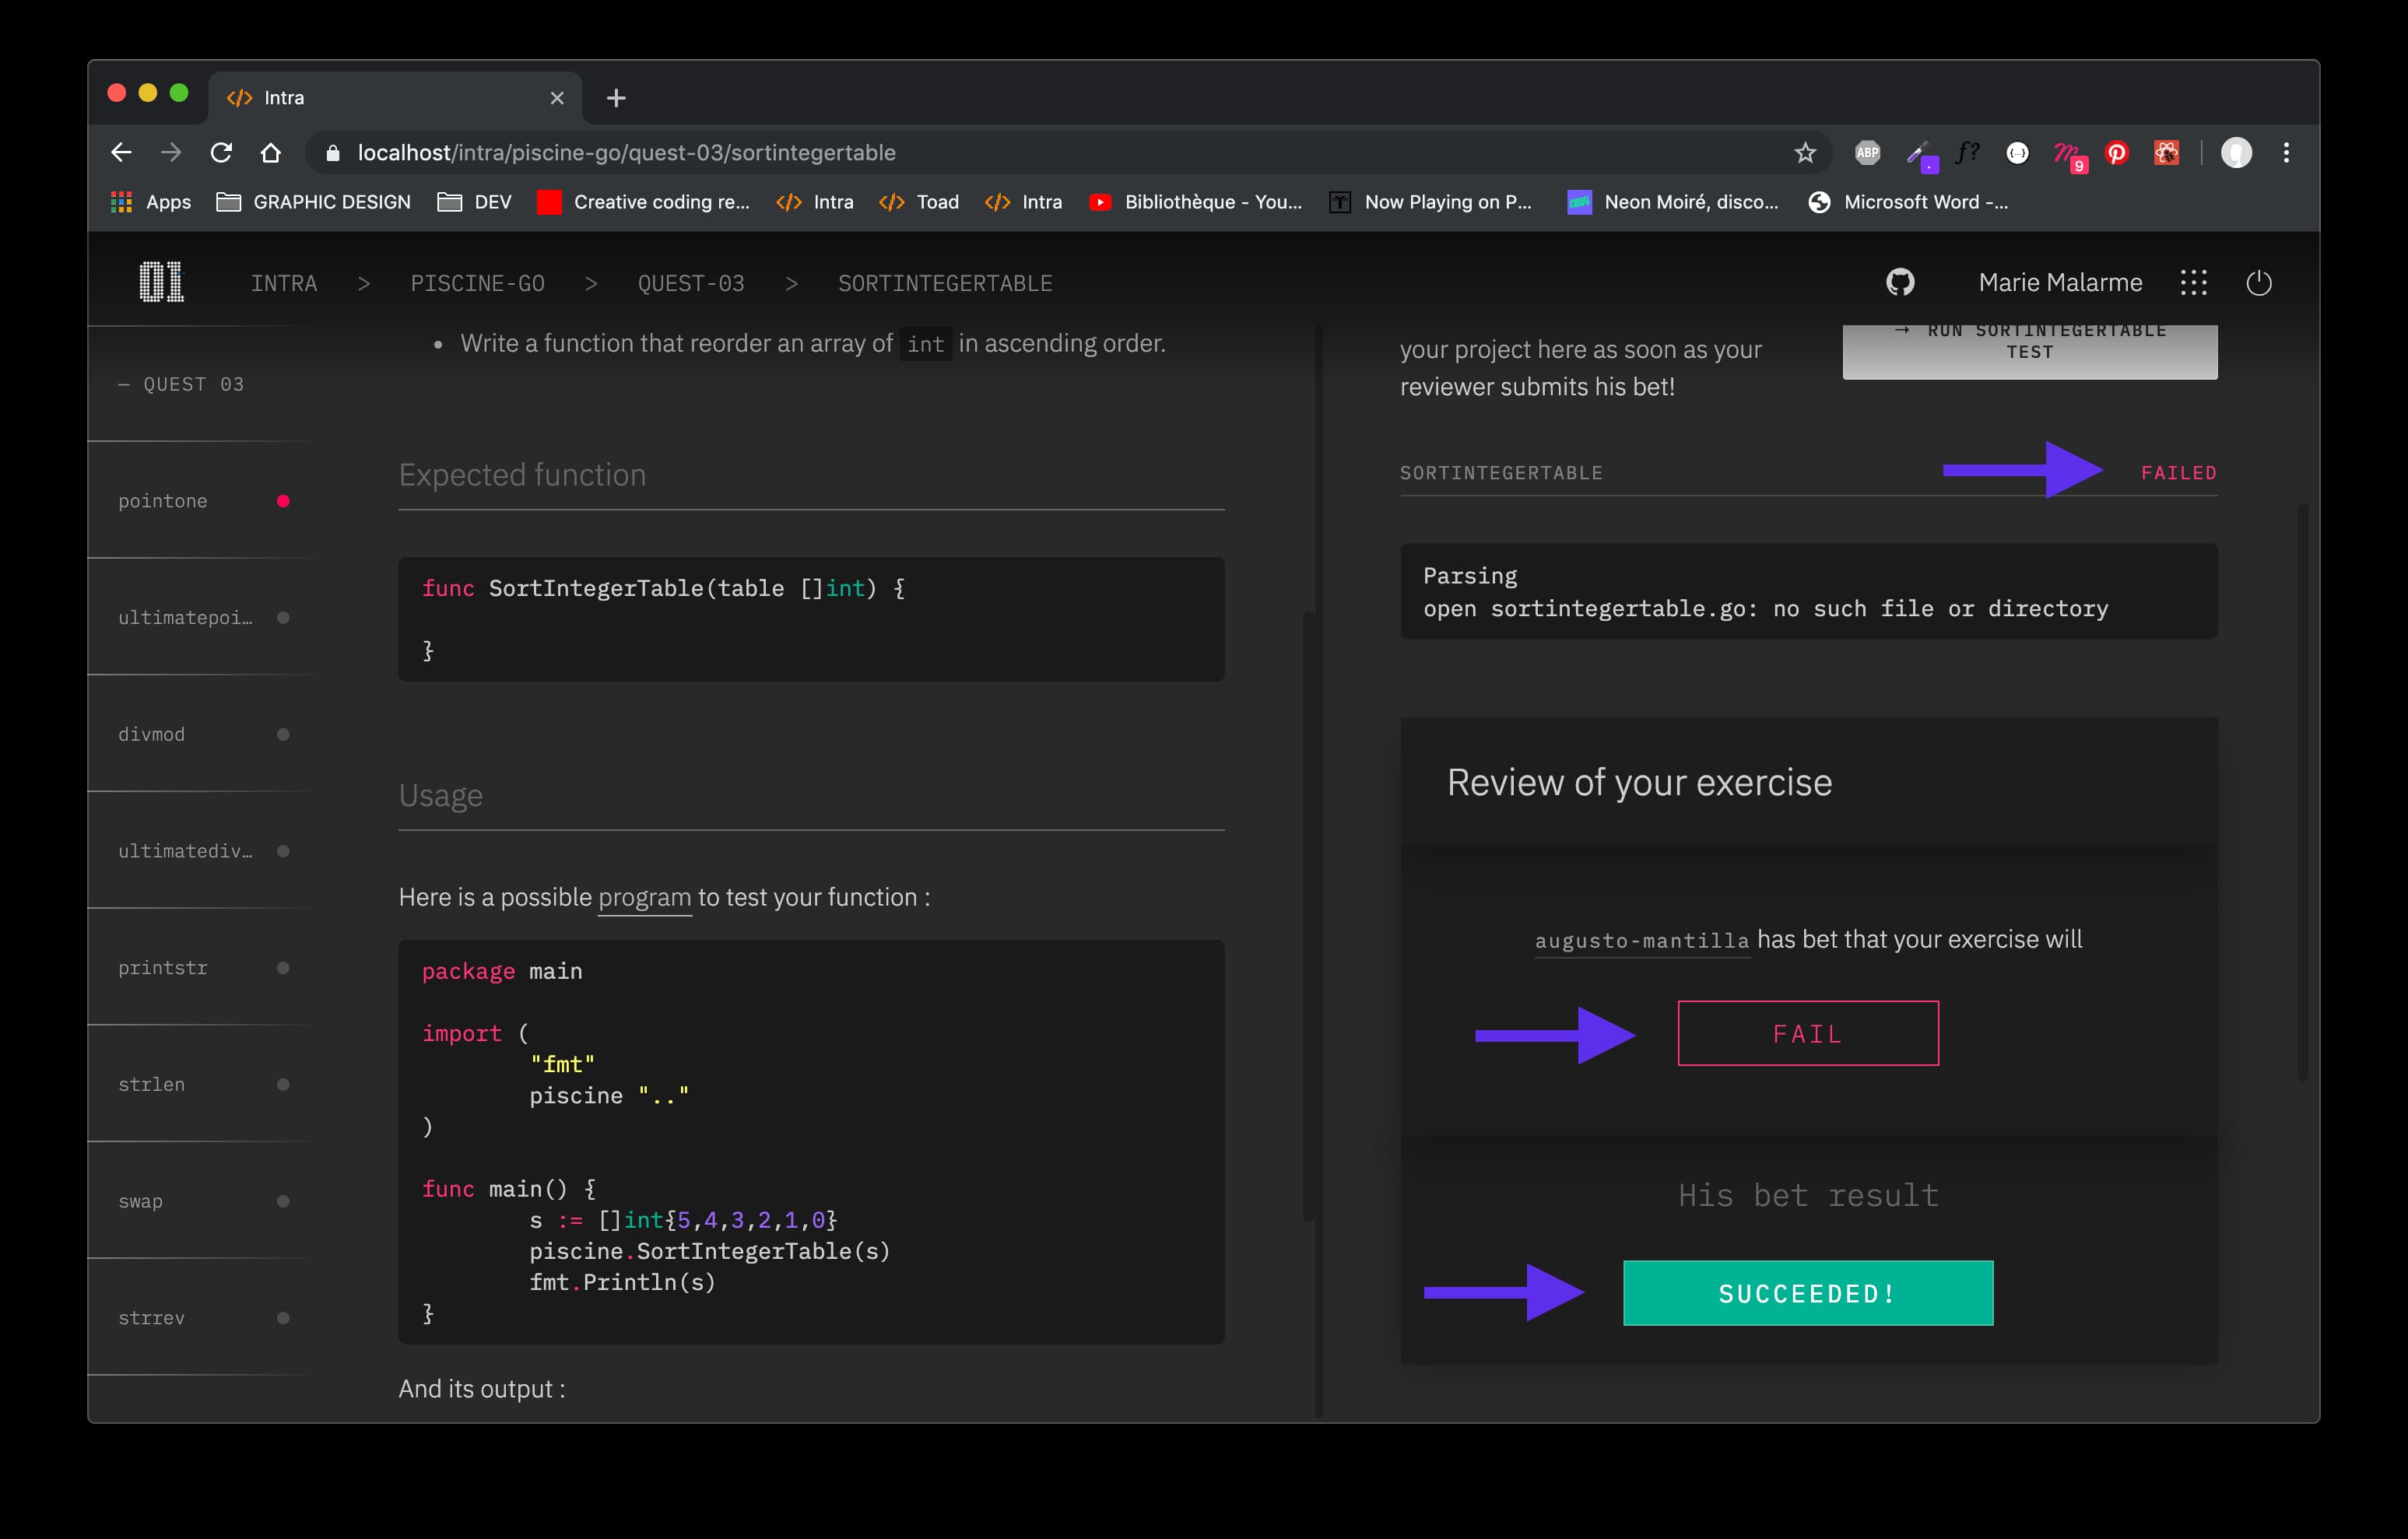 Intra
localhost/intra/piscine-go/quest-03/sortintegertable
ABP
f?
{...}
9
Apps
GRAPHIC DESIGN
DEV
Creative coding re...
Intra
Toad
Intra
Bibliothèque - You...
Now Playing on P...
Neon Moiré, disco...
Microsoft Word -...
01
INTRA > PISCINE-GO > QUEST-03 > SORTINTEGERTABLE
Marie Malarme
— QUEST 03
pointone
ultimatepoi...
divmod
ultimatediv...
printstr
strlen
swap
strrev
• Write a function that reorder an array of int in ascending order.
Expected function
func SortIntegerTable(table []int) {
}
Usage
Here is a possible program to test your function :
package main
import (
"fmt"
piscine ".."
)
func main() {
s := []int{5,4,3,2,1,0}
piscine.SortIntegerTable(s)
fmt.Println(s)
}
And its output :
your project here as soon as your
reviewer submits his bet!
→ RUN SORTINTEGERTABLE
TEST
SORTINTEGERTABLE
FAILED
Parsing
open sortintegertable.go: no such file or directory
Review of your exercise
augusto-mantilla has bet that your exercise will
FAIL
His bet result
SUCCEEDED!